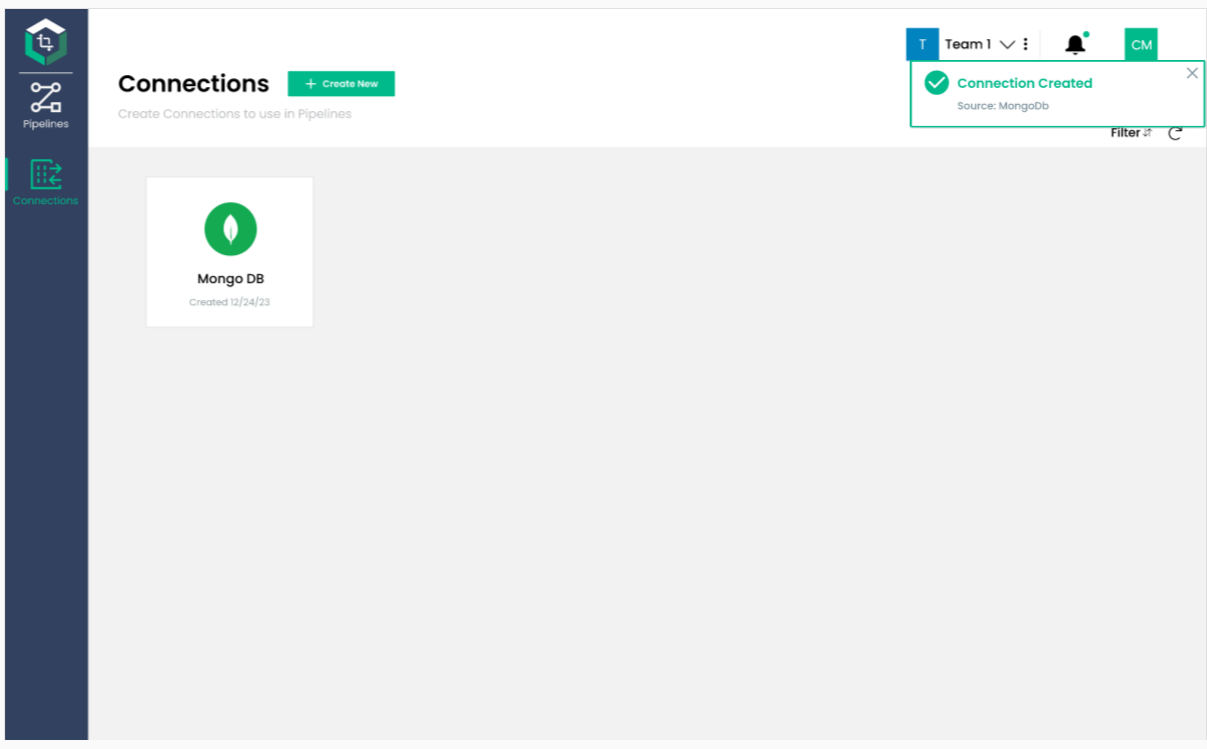 T Team 1 CM
Connections + Create New
Create Connections to use in Pipelines
Connection Created
Source: MongoDb
Filter
Pipelines
Connections
Mongo DB
Created 12/24/23